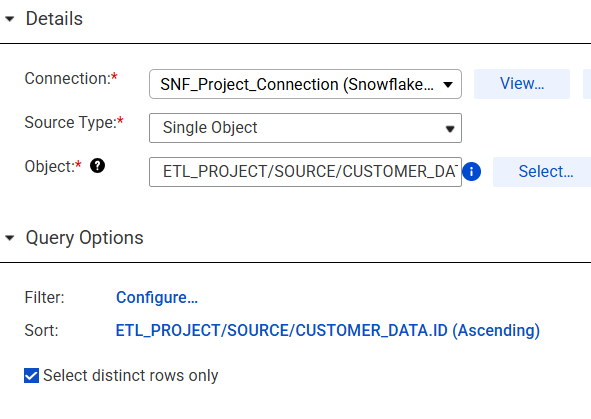 Details
Connection:* SNF_Project_Connection (Snowflake... View...
Source Type:* Single Object
Object:* ? ETL_PROJECT/SOURCE/CUSTOMER_DA i Select...
Query Options
Filter: Configure...
Sort: ETL_PROJECT/SOURCE/CUSTOMER_DATA.ID (Ascending)
Select distinct rows only